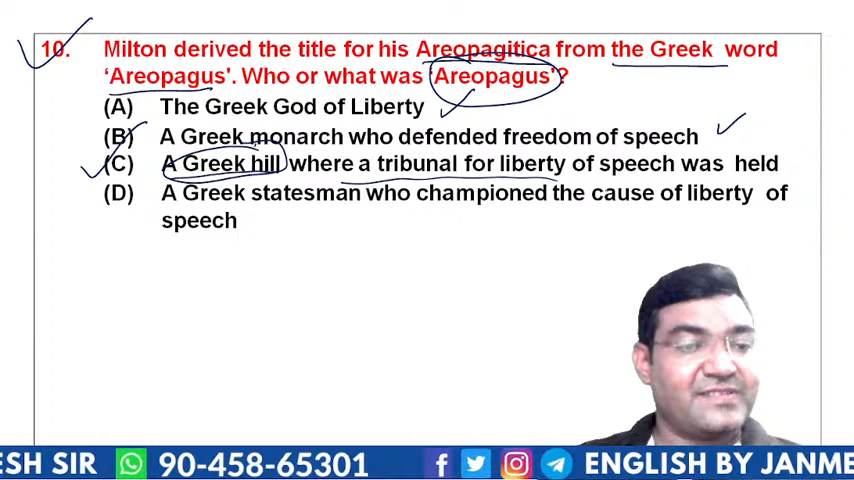 10. Milton derived the title for his Areopagitica from the Greek word
'Areopagus'. Who or what was 'Areopagus'?
(A) The Greek God of Liberty
(B) A Greek monarch who defended freedom of speech
(C) A Greek hill where a tribunal for liberty of speech was held
(D) A Greek statesman who championed the cause of liberty of
speech
ESH SIR 90-458-65301 ENGLISH BY JANME